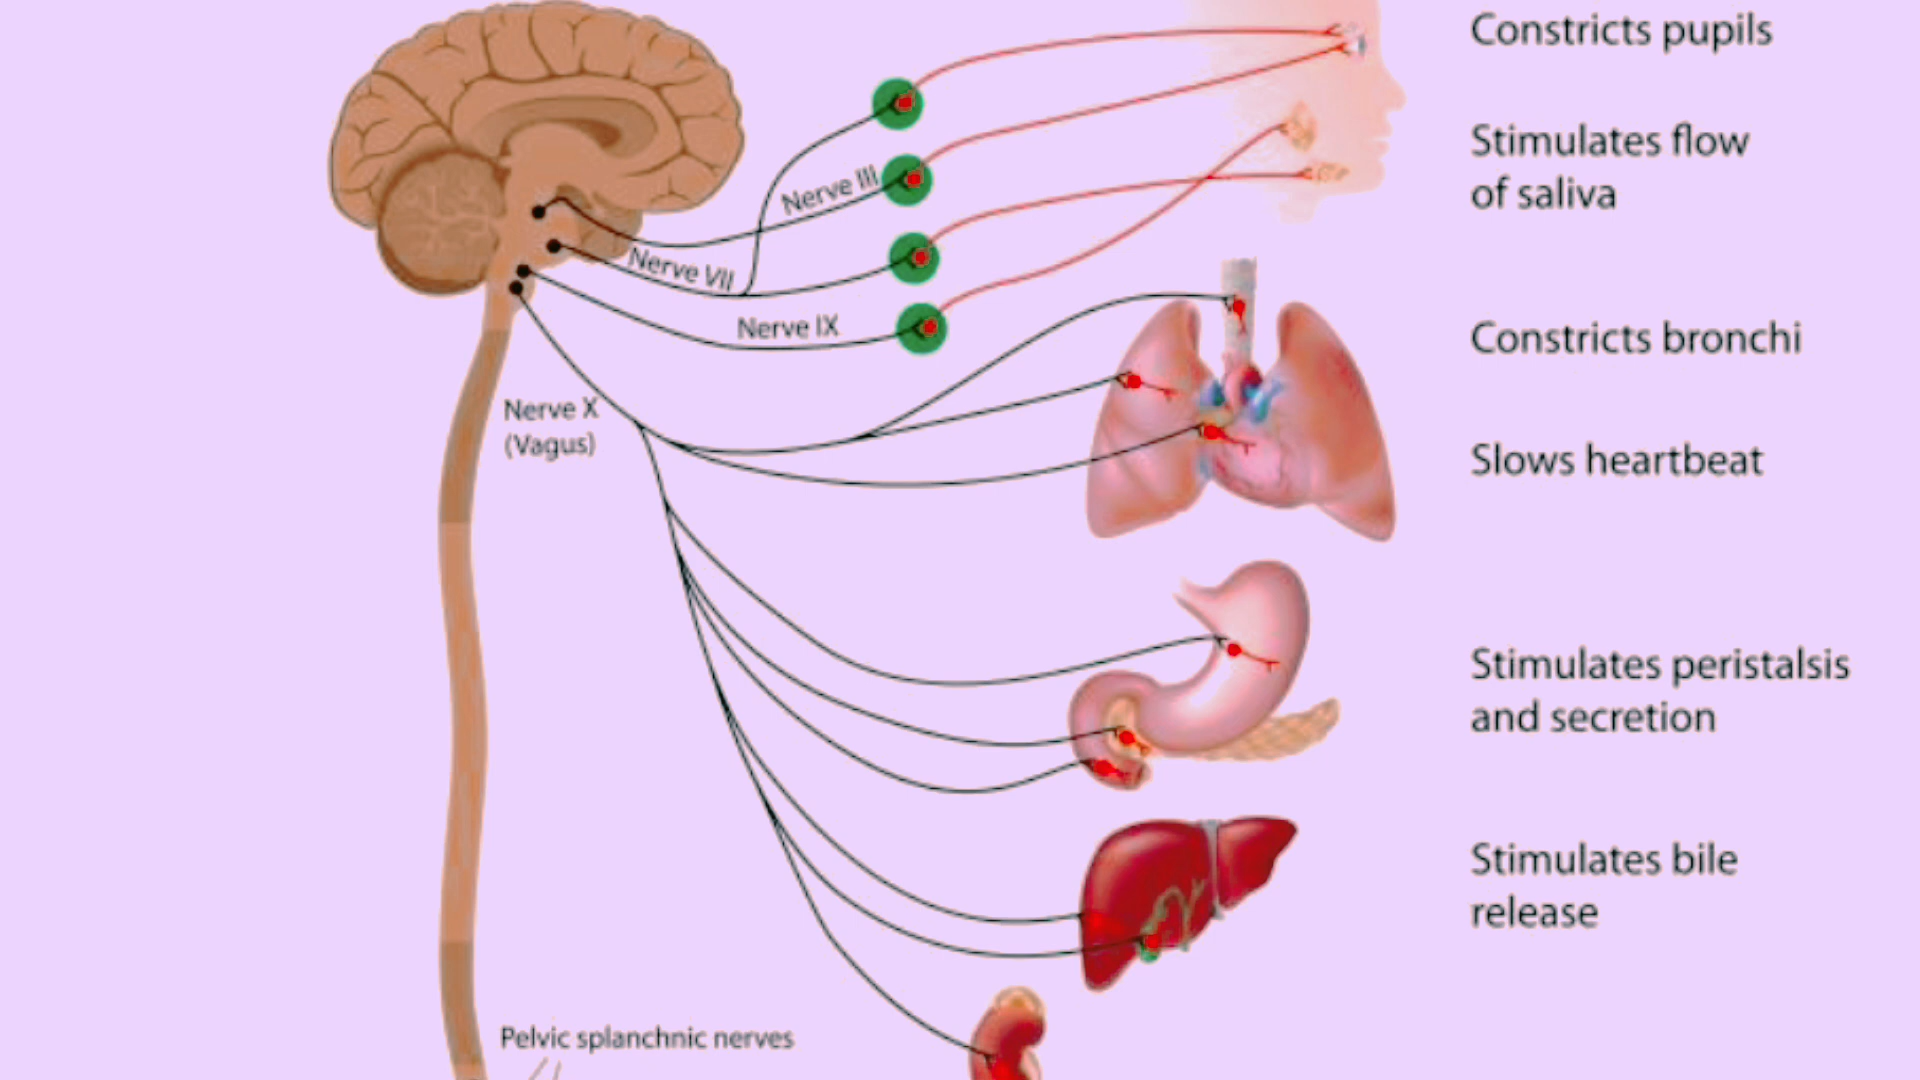 Constricts pupils
Stimulates flow
of saliva
Nerve III
Nerve VII
Nerve IX
Constricts bronchi
Nerve X
(Vagus)
Slows heartbeat
Stimulates peristalsis
and secretion
Stimulates bile
release
Pelvic splanchnic nerves